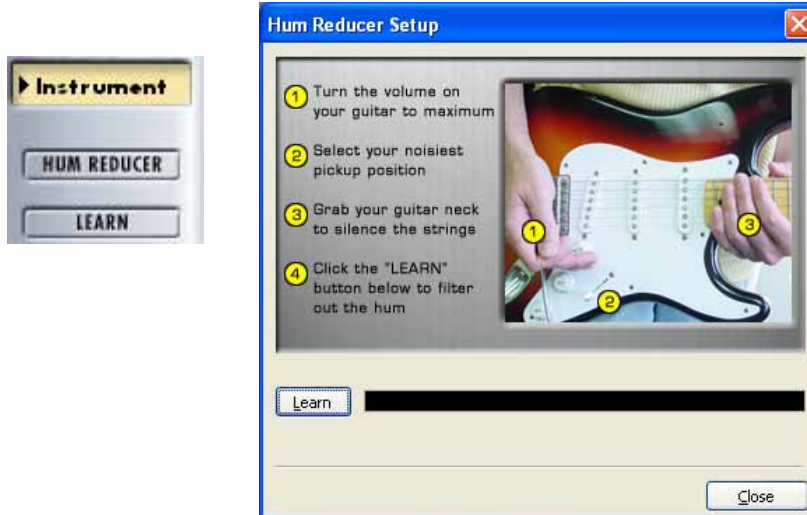 Instrument
HUM REDUCER
LEARN
Hum Reducer Setup
1 Turn the volume on
your guitar to maximum
2 Select your noisiest
pickup position
3 Grab your guitar neck
to silence the strings
4 Click the "LEARN"
button below to filter
out the hum
1
2
3
Learn
Close